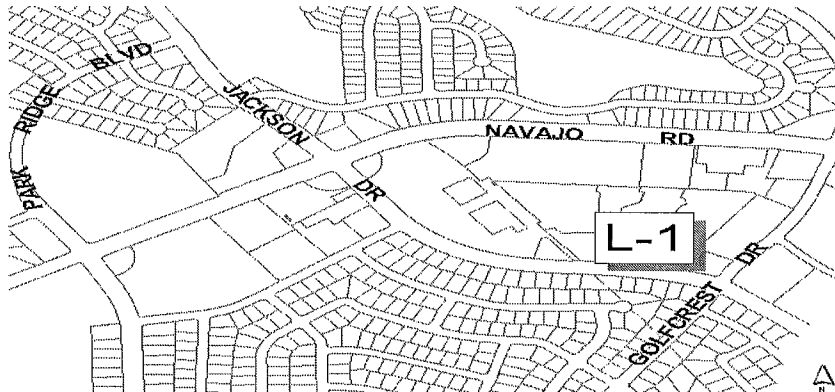 PARK RIDGE BLVD
JACKSON DR
NAVAJO RD
L-1
GOLFCREST DR